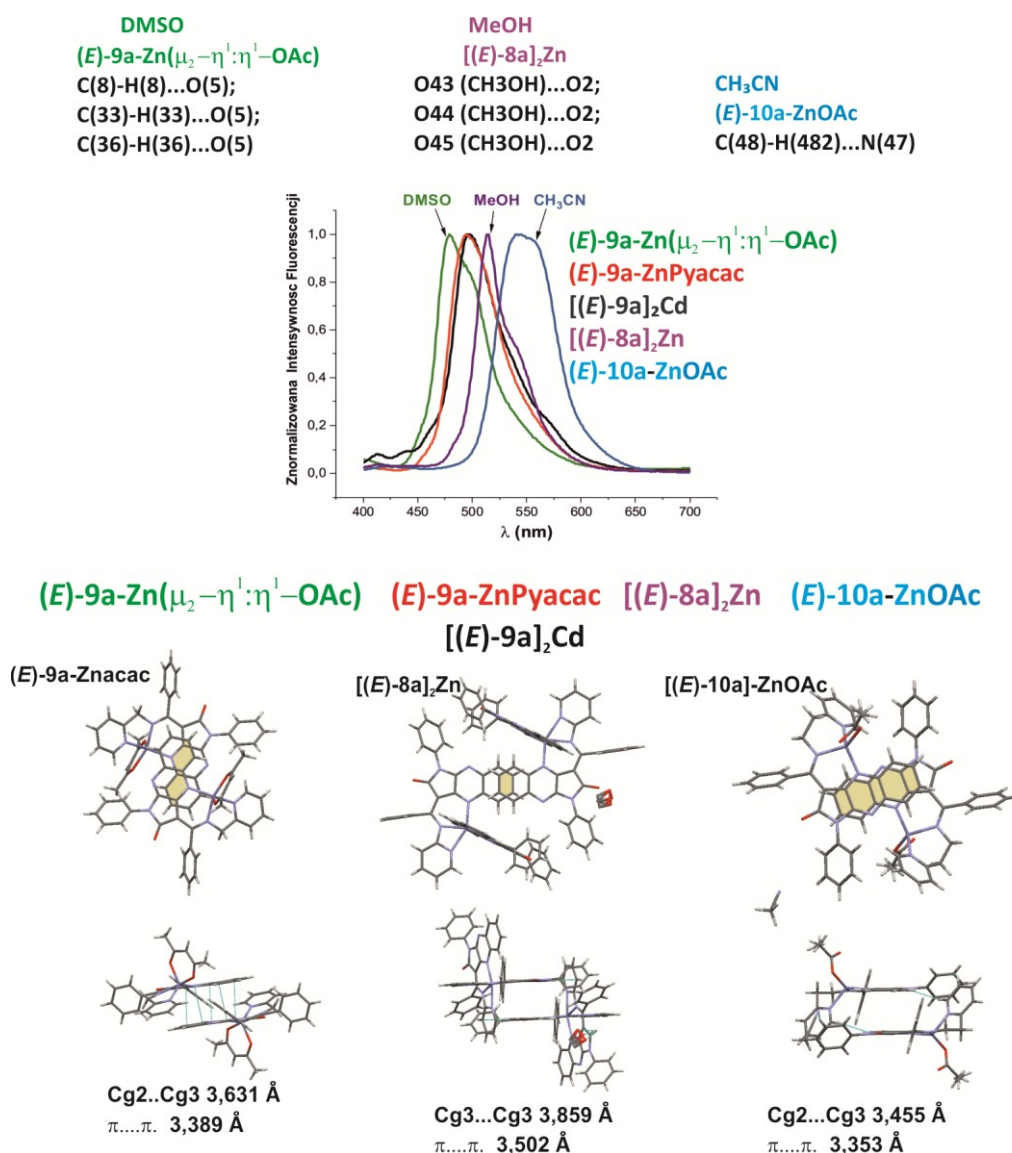 DMSO
(E)-9a-Zn(μ₂–η¹:η¹–OAc)
C(8)-H(8)...O(5);
C(33)-H(33)...O(5);
C(36)-H(36)...O(5)
MeOH
[(E)-8a]₂Zn
O43 (CH3OH)...O2;
O44 (CH3OH)...O2;
O45 (CH3OH)...O2
CH₃CN
(E)-10a-ZnOAc
C(48)-H(482)...N(47)
DMSO MeOH CH₃CN
Znormalizowana Intensywnosc Fluorescencji
1,0
0,8
0,6
0,4
0,2
0,0
400 450 500 550 600 650 700
λ (nm)
(E)-9a-Zn(μ₂–η¹:η¹–OAc)
(E)-9a-ZnPyacac
[(E)-9a]₂Cd
[(E)-8a]₂Zn
(E)-10a-ZnOAc
(E)-9a-Zn(μ₂–η¹:η¹–OAc) (E)-9a-ZnPyacac [(E)-8a]₂Zn (E)-10a-ZnOAc
[(E)-9a]₂Cd
(E)-9a-Znacac
[(E)-8a]₂Zn
[(E)-10a]-ZnOAc
Cg2..Cg3 3,631 Å
π....π. 3,389 Å
Cg3...Cg3 3,859 Å
π....π. 3,502 Å
Cg2...Cg3 3,455 Å
π....π. 3,353 Å